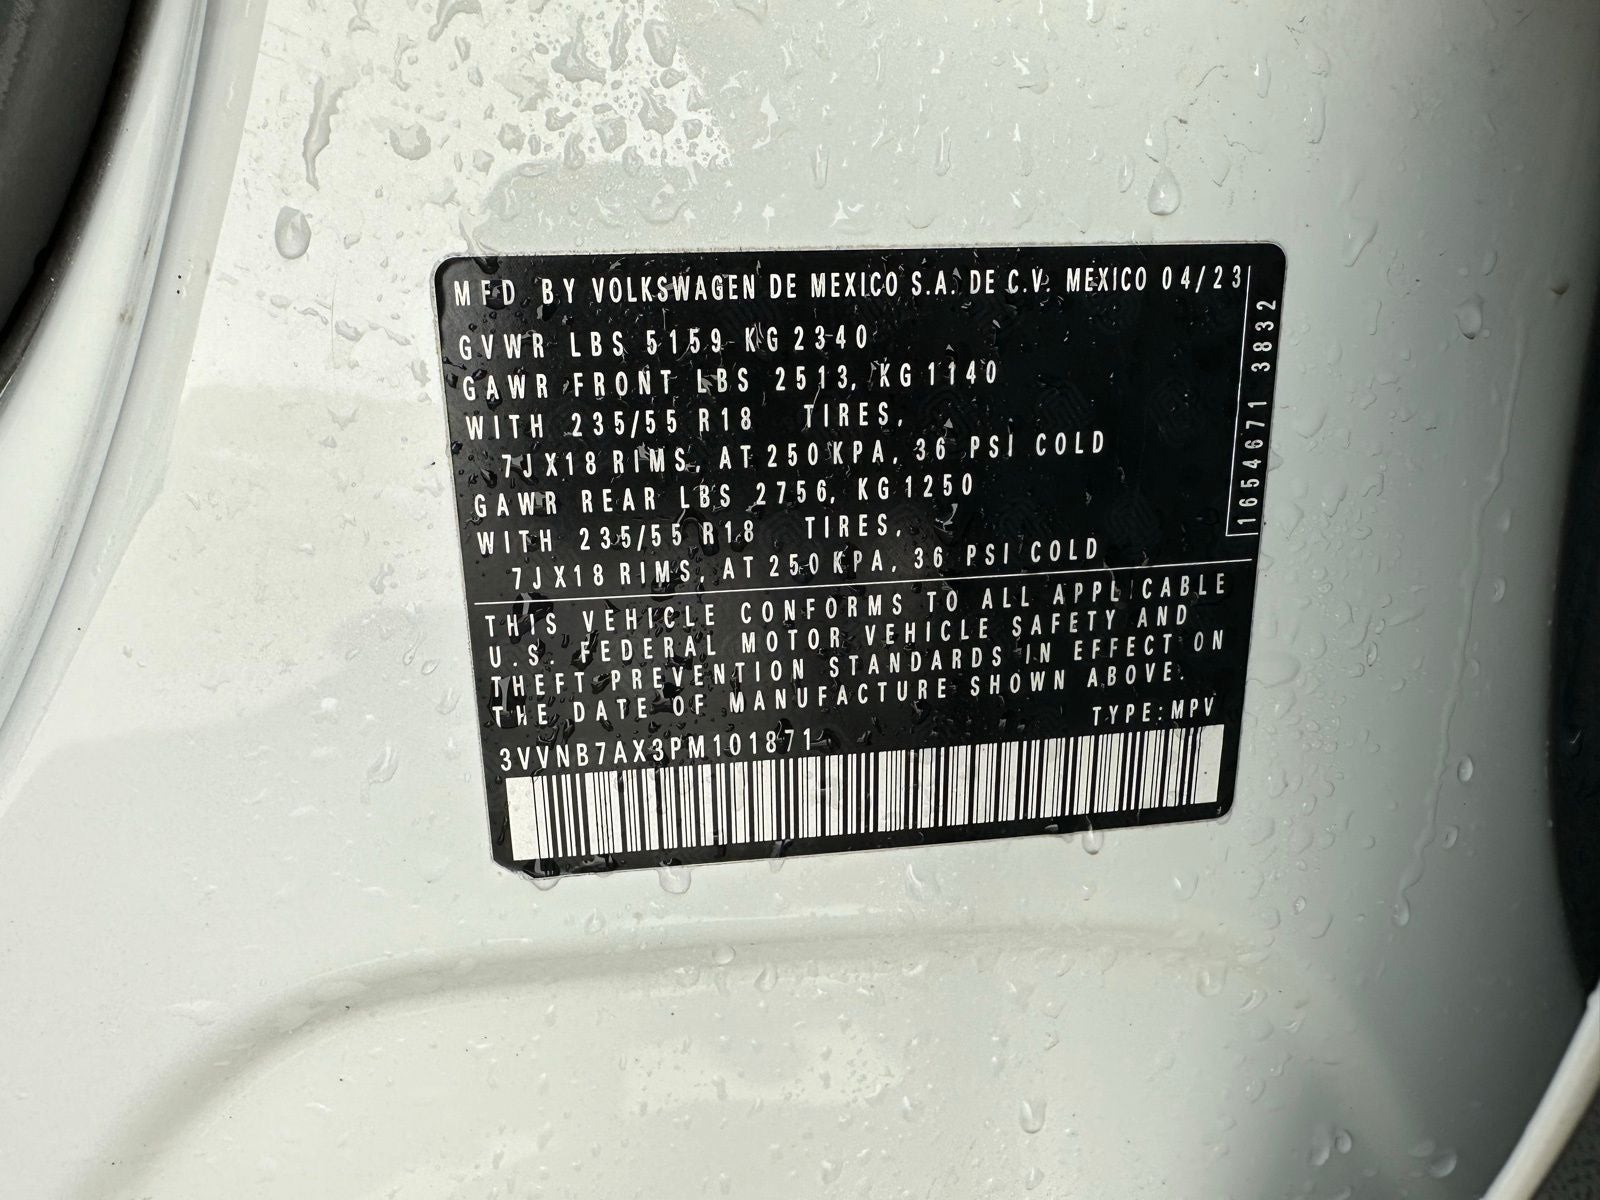 MFD BY VOLKSWAGEN DE MEXICO S.A. DE C.V. MEXICO 04/23
GVWR LBS 5159 KG 2340
GAWR FRONT LBS 2513, KG 1140
WITH 235/55 R18 TIRES,
7JX18 RIMS, AT 250 KPA, 36 PSI COLD
GAWR REAR LBS 2756, KG 1250
WITH 235/55 R18 TIRES,
7JX18 RIMS, AT 250 KPA, 36 PSI COLD
1654671 3832
THIS VEHICLE CONFORMS TO ALL APPLICABLE
U.S. FEDERAL MOTOR VEHICLE SAFETY AND
THEFT PREVENTION STANDARDS IN EFFECT ON
THE DATE OF MANUFACTURE SHOWN ABOVE.
TYPE: MPV
3VVNB7AX3PM101871